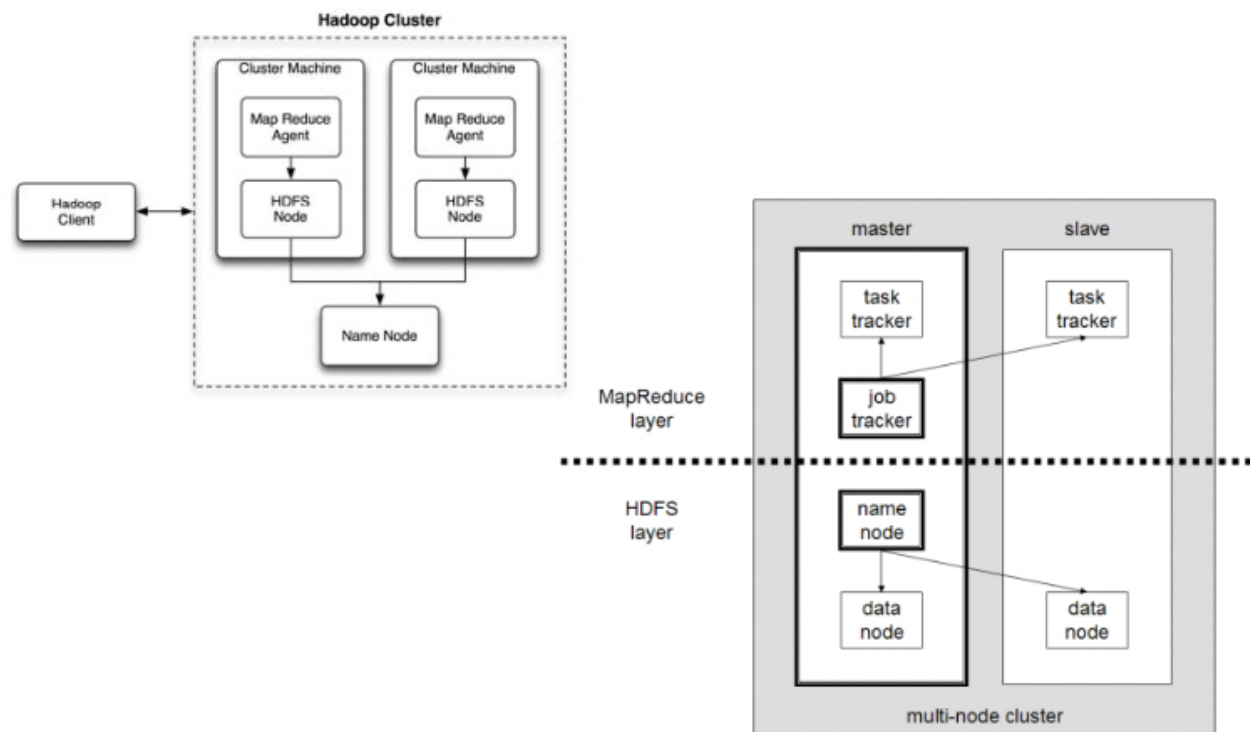 Hadoop Cluster
Cluster Machine
Cluster Machine
Map Reduce
Agent
Map Reduce
Agent
HDFS
Node
HDFS
Node
Hadoop
Client
Name Node
master
slave
task
tracker
task
tracker
job
tracker
MapReduce
layer
HDFS
layer
name
node
data
node
data
node
multi-node cluster